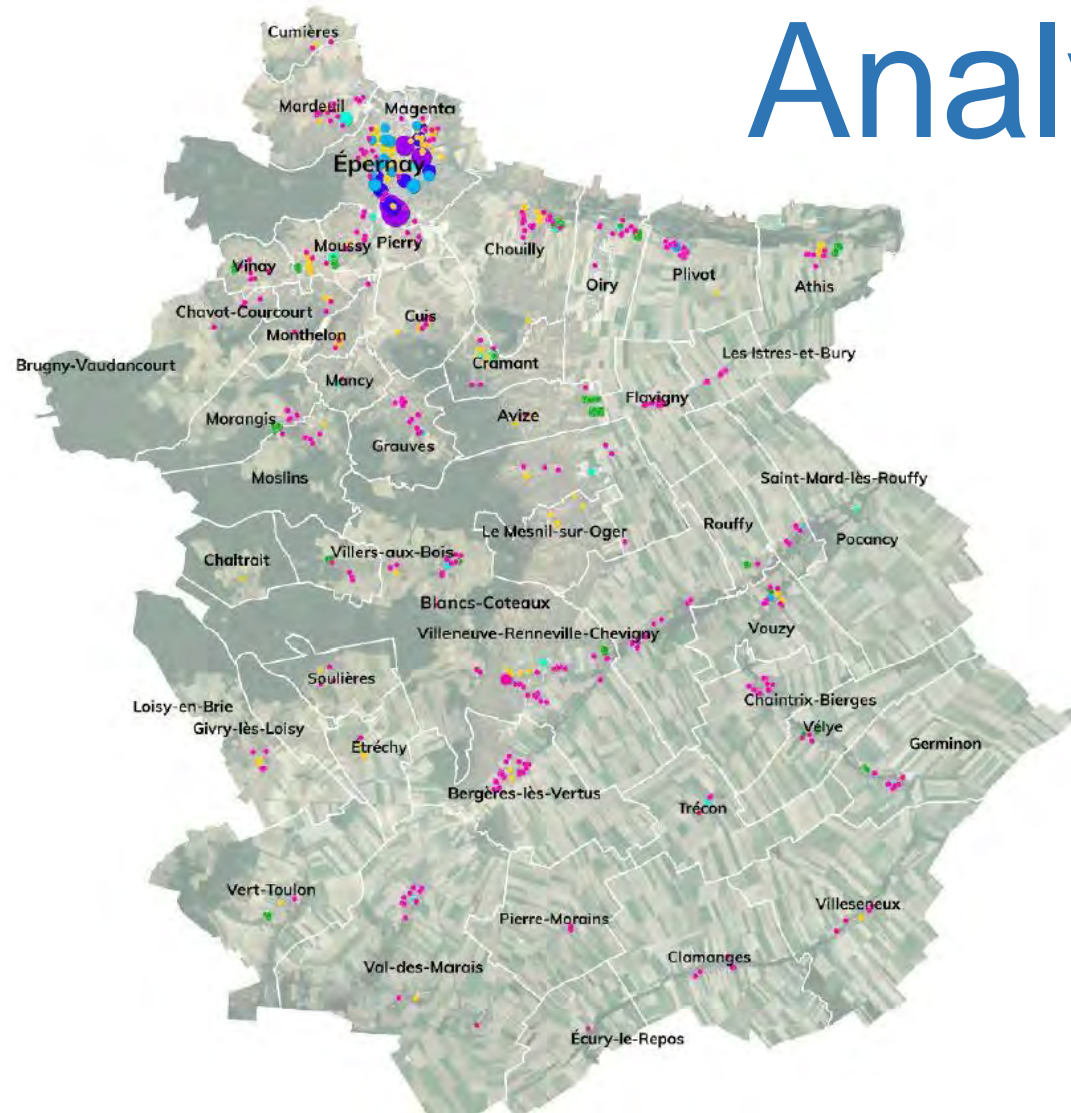 Analy
Cumières
Mardeuil
Magenta
Épernay
Moussy
Pierry
Chouilly
Vinay
Oiry
Plivot
Athis
Chavot-Courcourt
Cuis
Monthelon
Les Istres-et-Bury
Brugny-Vaudancourt
Cramant
Mancy
Flavigny
Avize
Morangis
Grauves
Moslins
Saint-Mard-lès-Rouffy
Rouffy
Le Mesnil-sur-Oger
Pocancy
Villers-aux-Bois
Chaltrait
Blancs-Coteaux
Vouzy
Villeneuve-Renneville-Chevigny
Soulières
Chaintrix-Bierges
Loisy-en-Brie
Givry-lès-Loisy
Vélye
Étréchy
Germinon
Bergères-lès-Vertus
Trécon
Vert-Toulon
Villeseneux
Pierre-Morains
Clamanges
Val-des-Marais
Écury-le-Repos